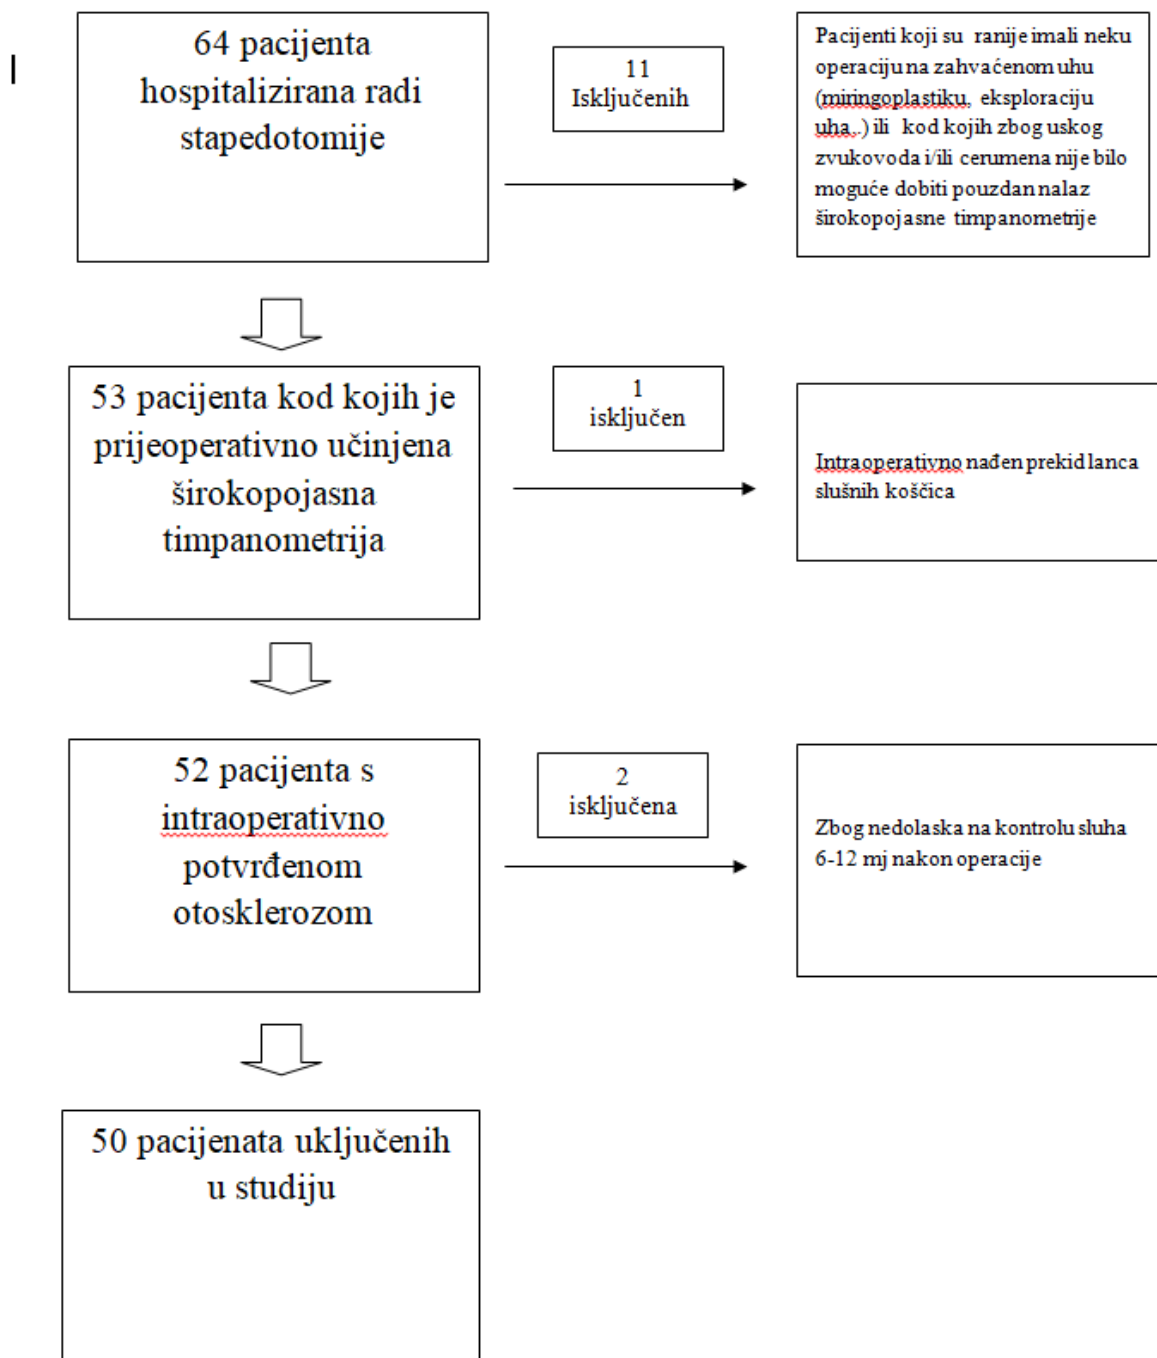 64 pacijenta
hospitalizirana radi
stapedotomije
11
Isključenih
Pacijenti koji su ranije imali neku
operaciju na zahvaćenom uhu
(miringoplastiku, eksploraciju
uha,.) ili kod kojih zbog uskog
zvukovoda i/ili cerumena nije bilo
moguće dobiti pouzdan nalaz
širokopojasne timpanometrije
53 pacijenta kod kojih je
prijeoperativno učinjena
širokopojasna
timpanometrija
1
isključen
Intraoperativno nađen prekid lanca
slušnih koščica
52 pacijenta s
intraoperativno
potvrđenom
otosklerozom
2
isključena
Zbog nedolaska na kontrolu sluha
6-12 mj nakon operacije
50 pacijenata uključenih
u studiju